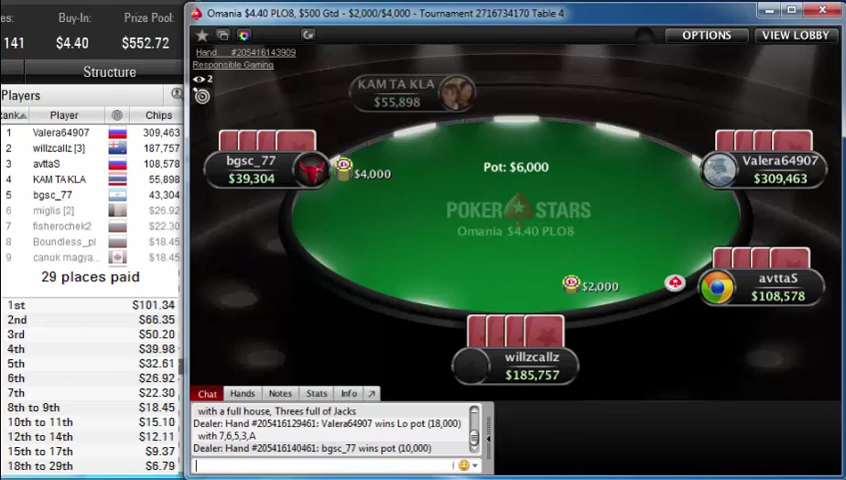 es:
Buy-In:
Prize Pool:
141
$4.40
$552.72
Structure
Players
Rank
Player
Chips
1 Valera64907 309,463
2 willzcallz [3] 187,757
3 avttaS 108,578
4 KAM TA KLA 55,898
5 bgsc_77 43,304
6 miglis [2] $26.92
7 fisherochek2 $22.30
8 Boundless_pl $18.45
9 canuk magya... $18.45
29 places paid
1st $101.34
2nd $66.35
3rd $50.20
4th $39.98
5th $32.61
6th $26.92
7th $22.30
8th to 9th $18.45
10th to 11th $15.10
12th to 14th $12.11
15th to 17th $9.37
18th to 29th $6.79
Omania $4.40 PLO8, $500 Gtd - $2,000/$4,000 - Tournament 2716734170 Table 4
Hand #205416143909
Responsible Gaming
2
OPTIONS
VIEW LOBBY
KAM TA KLA
$55,898
bgsc_77
$39,304
$4,000
Pot: $6,000
Valera64907
$309,463
POKER STARS
Omania $4.40 PLO8
avttaS
$108,578
$2,000
willzcallz
$185,757
Chat Hands Notes Stats Info
with a full house, Threes full of Jacks
Dealer: Hand #205416129461: Valera64907 wins Lo pot (18,000)
with 7,6,5,3,A
Dealer: Hand #205416140461: bgsc_77 wins pot (10,000)